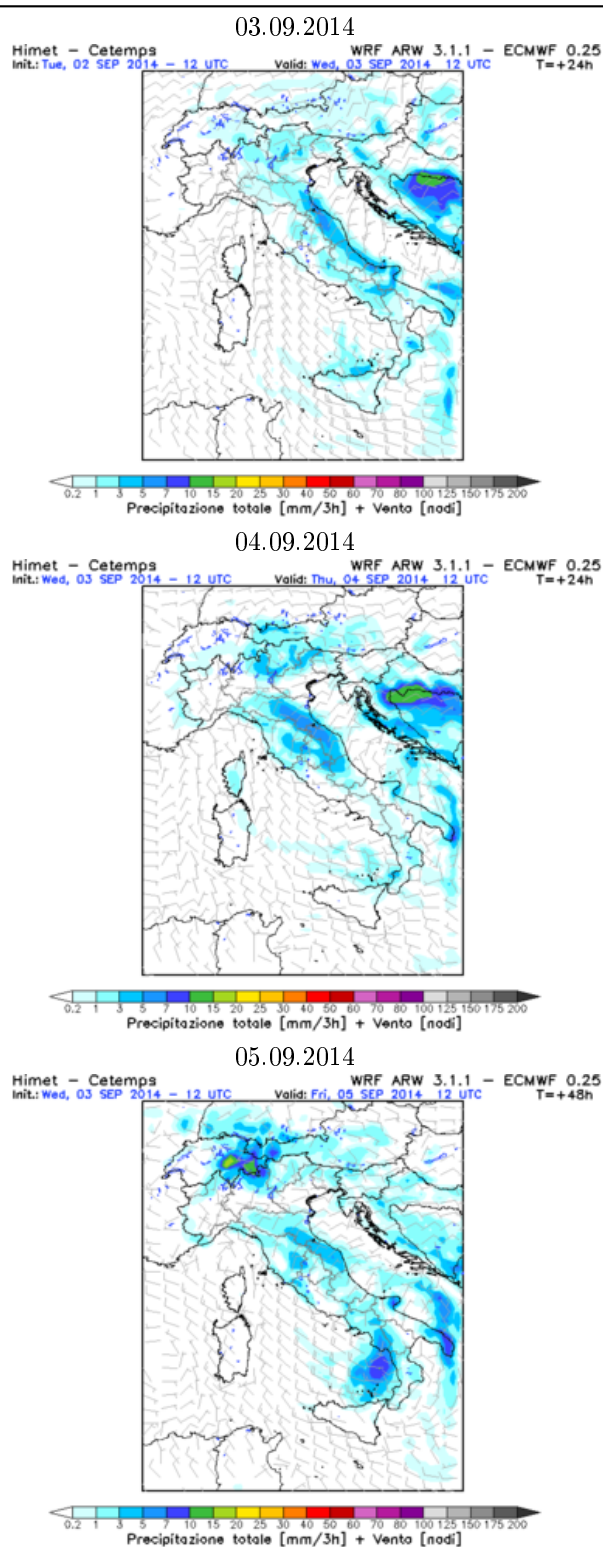 03.09.2014
Himet – Cetemps WRF ARW 3.1.1 – ECMWF 0.25
Init.: Tue, 02 SEP 2014 – 12 UTC Valid: Wed, 03 SEP 2014 12 UTC T=+24h
0.2 1 3 5 7 10 15 20 25 30 40 50 60 70 80 100 125 150 175 200
Precipitazione totale [mm/3h] + Vento [nodi]
04.09.2014
Himet – Cetemps WRF ARW 3.1.1 – ECMWF 0.25
Init.: Wed, 03 SEP 2014 – 12 UTC Valid: Thu, 04 SEP 2014 12 UTC T=+24h
0.2 1 3 5 7 10 15 20 25 30 40 50 60 70 80 100 125 150 175 200
Precipitazione totale [mm/3h] + Vento [nodi]
05.09.2014
Himet – Cetemps WRF ARW 3.1.1 – ECMWF 0.25
Init.: Wed, 03 SEP 2014 – 12 UTC Valid: Fri, 05 SEP 2014 12 UTC T=+48h
0.2 1 3 5 7 10 15 20 25 30 40 50 60 70 80 100 125 150 175 200
Precipitazione totale [mm/3h] + Vento [nodi]